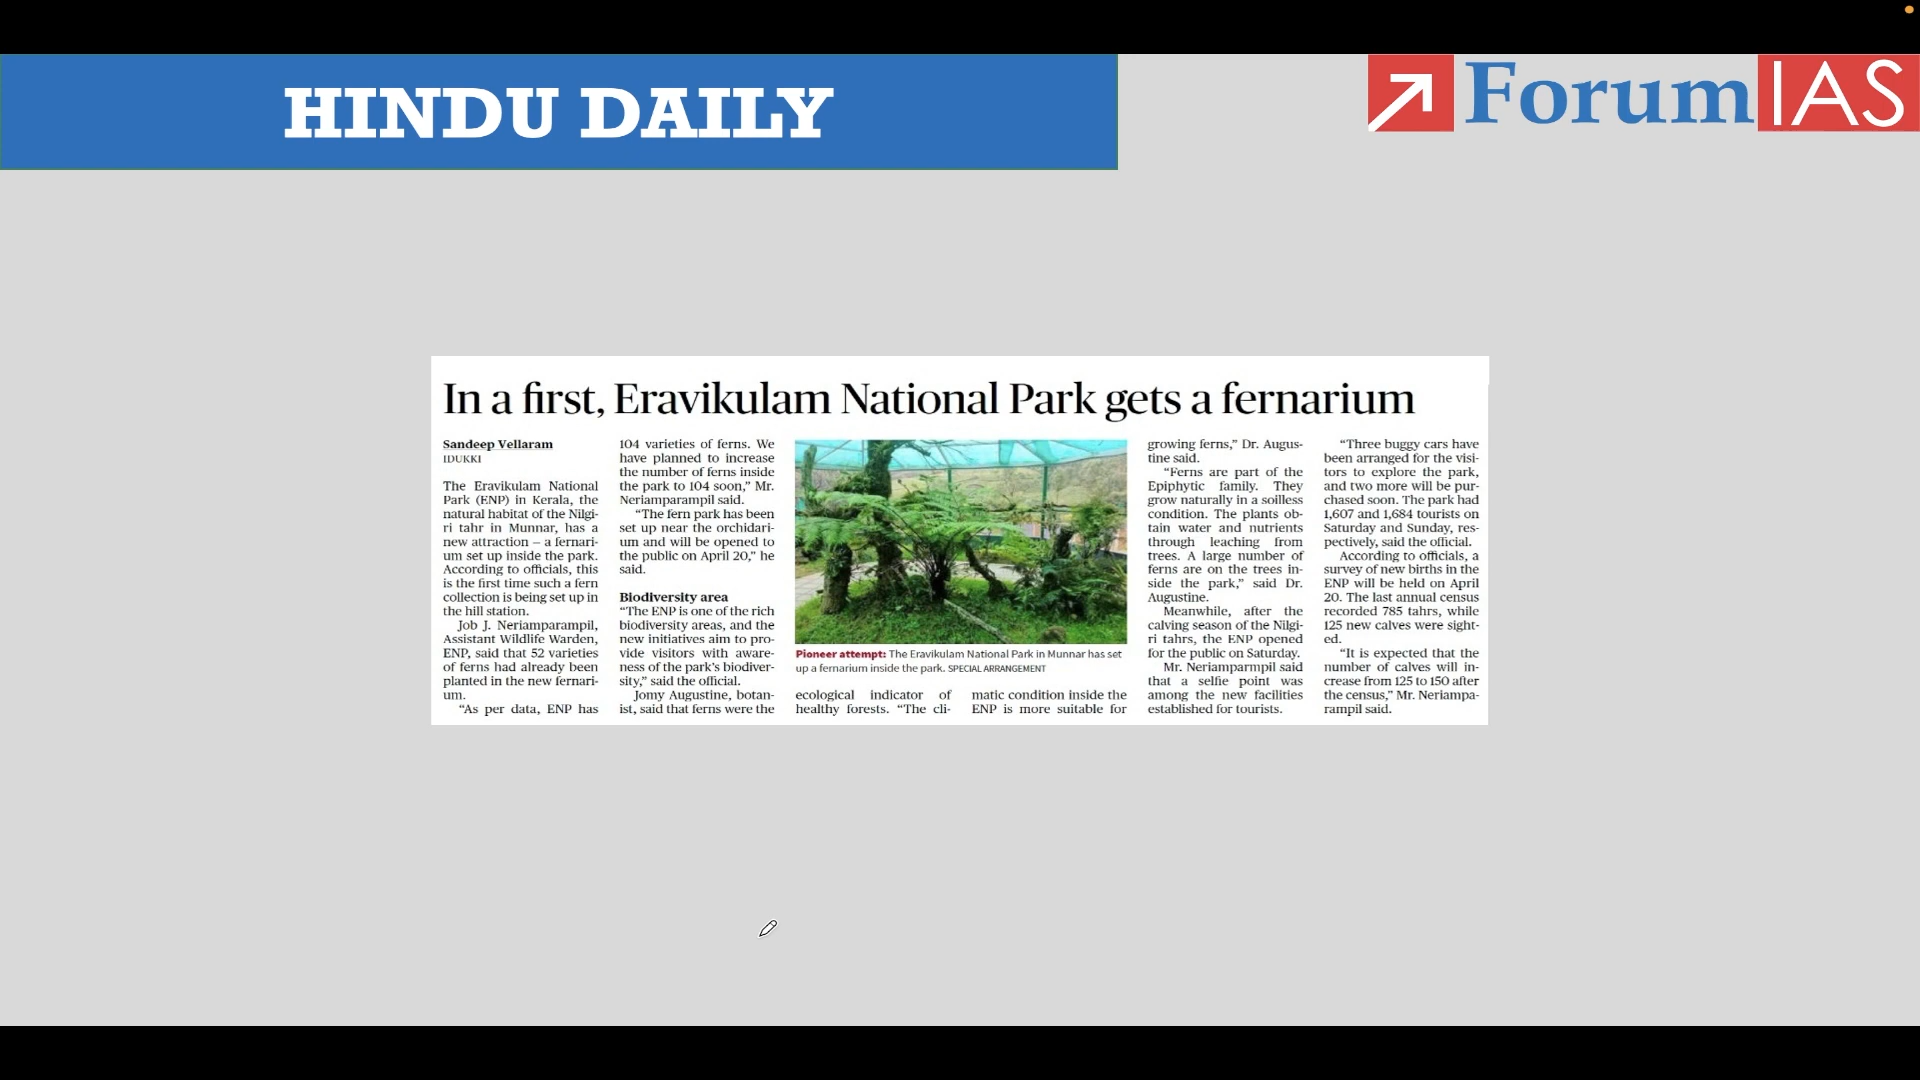 HINDU DAILY
Forum IAS
In a first, Eravikulam National Park gets a fernarium
Sandeep Vellaram
IDUKKI
The Eravikulam National
Park (ENP) in Kerala, the
natural habitat of the Nilgi-
ri tahr in Munnar, has a
new attraction — a fernari-
um set up inside the park.
According to officials, this
is the first time such a fern
collection is being set up in
the hill station.
Job J. Neriamparampil,
Assistant Wildlife Warden,
ENP, said that 52 varieties
of ferns had already been
planted in the new fernari-
um.
“As per data, ENP has
104 varieties of ferns. We
have planned to increase
the number of ferns inside
the park to 104 soon,” Mr.
Neriamparampil said.
“The fern park has been
set up near the orchidari-
um and will be opened to
the public on April 20,” he
said.
Biodiversity area
“The ENP is one of the rich
biodiversity areas, and the
new initiatives aim to pro-
vide visitors with aware-
ness of the park’s biodiver-
sity,” said the official.
Jomy Augustine, botan-
ist, said that ferns were the
Pioneer attempt: The Eravikulam National Park in Munnar has set
up a fernarium inside the park. SPECIAL ARRANGEMENT
ecological indicator of
healthy forests. “The cli-
matic condition inside the
ENP is more suitable for
growing ferns,” Dr. Augus-
tine said.
“Ferns are part of the
Epiphytic family. They
grow naturally in a soilless
condition. The plants ob-
tain water and nutrients
through leaching from
trees. A large number of
ferns are on the trees in-
side the park,” said Dr.
Augustine.
Meanwhile, after the
calving season of the Nilgi-
ri tahrs, the ENP opened
for the public on Saturday.
Mr. Neriamparmpil said
that a selfie point was
among the new facilities
established for tourists.
“Three buggy cars have
been arranged for the visi-
tors to explore the park,
and two more will be pur-
chased soon. The park had
1,607 and 1,684 tourists on
Saturday and Sunday, res-
pectively, said the official.
According to officials, a
survey of new births in the
ENP will be held on April
20. The last annual census
recorded 785 tahrs, while
125 new calves were sight-
ed.
“It is expected that the
number of calves will in-
crease from 125 to 150 after
the census,” Mr. Neriampa-
rampil said.